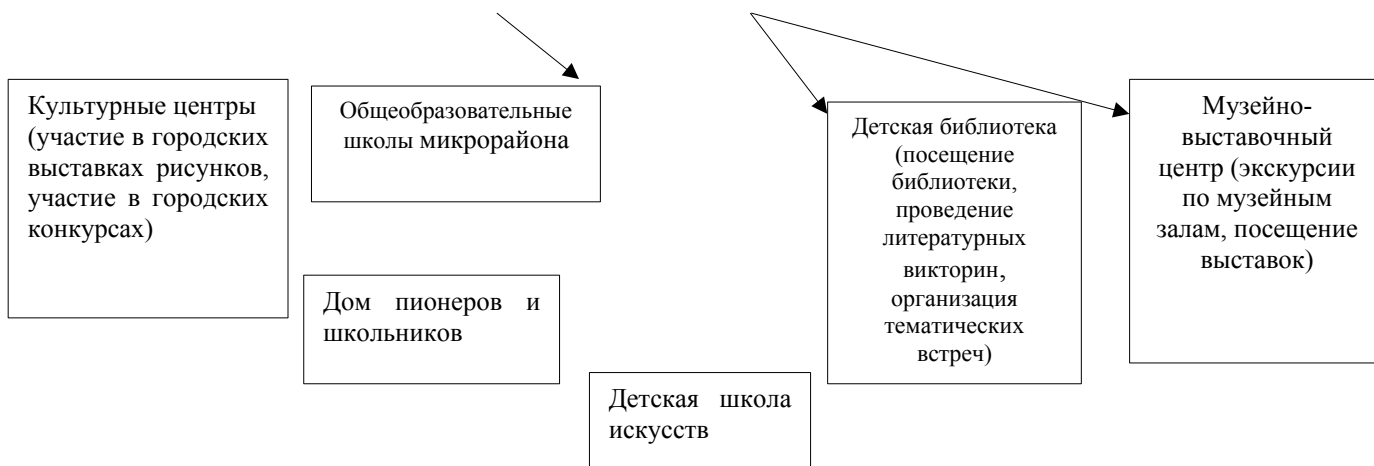 Культурные центры
(участие в городских
выставках рисунков,
участие в городских
конкурсах)
Общеобразовательные
школы микрорайона
Дом пионеров и
школьников
Детская школа
искусств
Детская библиотека
(посещение
библиотеки,
проведение
литературных
викторин,
организация
тематических
встреч)
Музейно-
выставочный
центр (экскурсии
по музейным
залам, посещение
выставок)